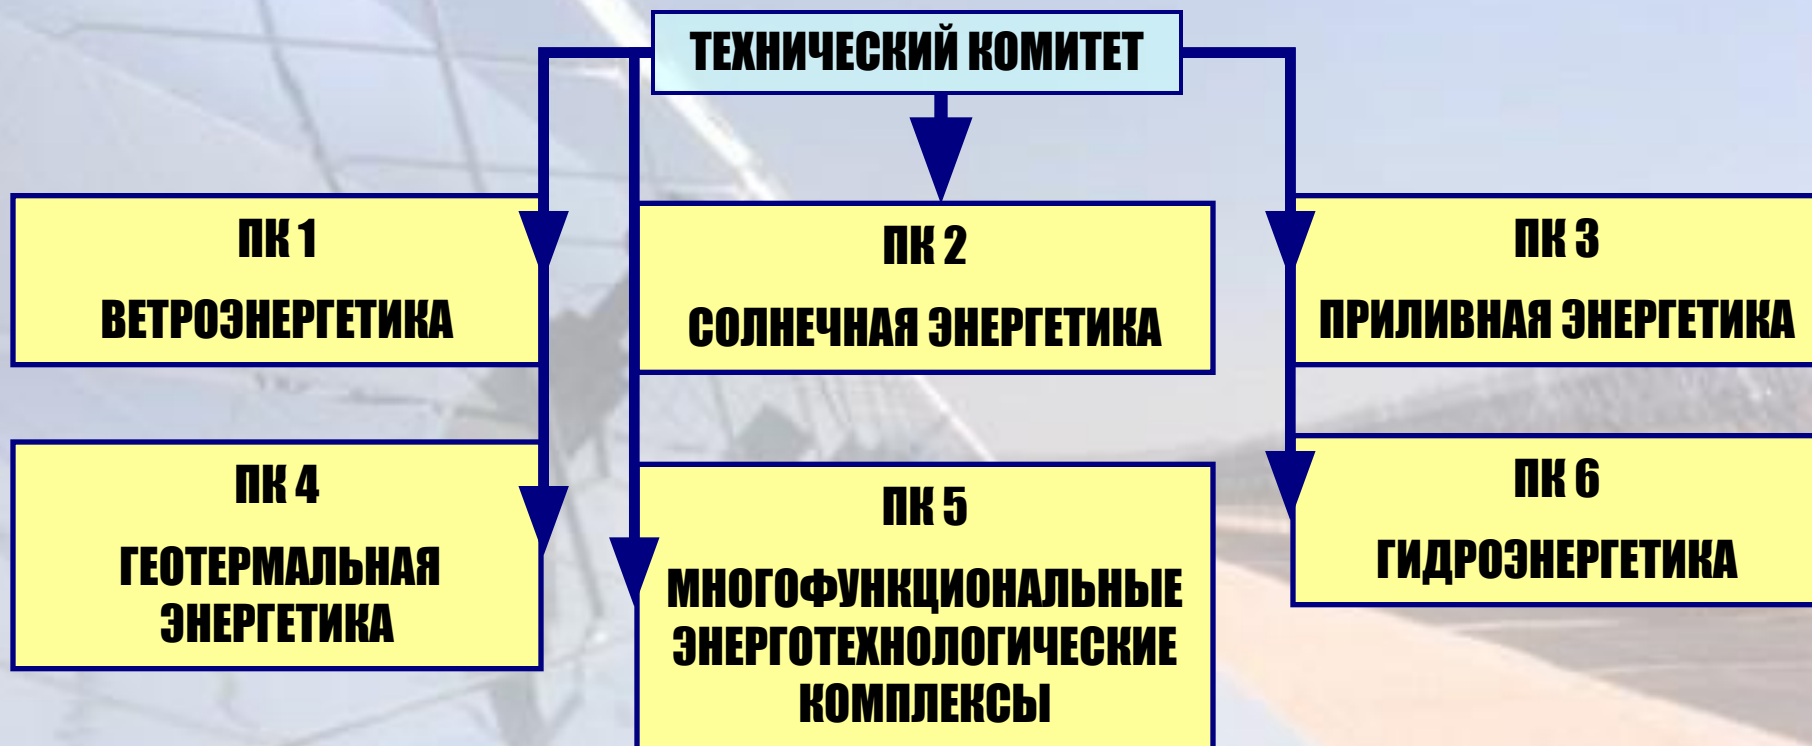 ТЕХНИЧЕСКИЙ КОМИТЕТ
ПК 1
ВЕТРОЭНЕРГЕТИКА
ПК 2
СОЛНЕЧНАЯ ЭНЕРГЕТИКА
ПК 3
ПРИЛИВНАЯ ЭНЕРГЕТИКА
ПК 4
ГЕОТЕРМАЛЬНАЯ
ЭНЕРГЕТИКА
ПК 5
МНОГОФУНКЦИОНАЛЬНЫЕ
ЭНЕРГОТЕХНОЛОГИЧЕСКИЕ
КОМПЛЕКСЫ
ПК 6
ГИДРОЭНЕРГЕТИКА